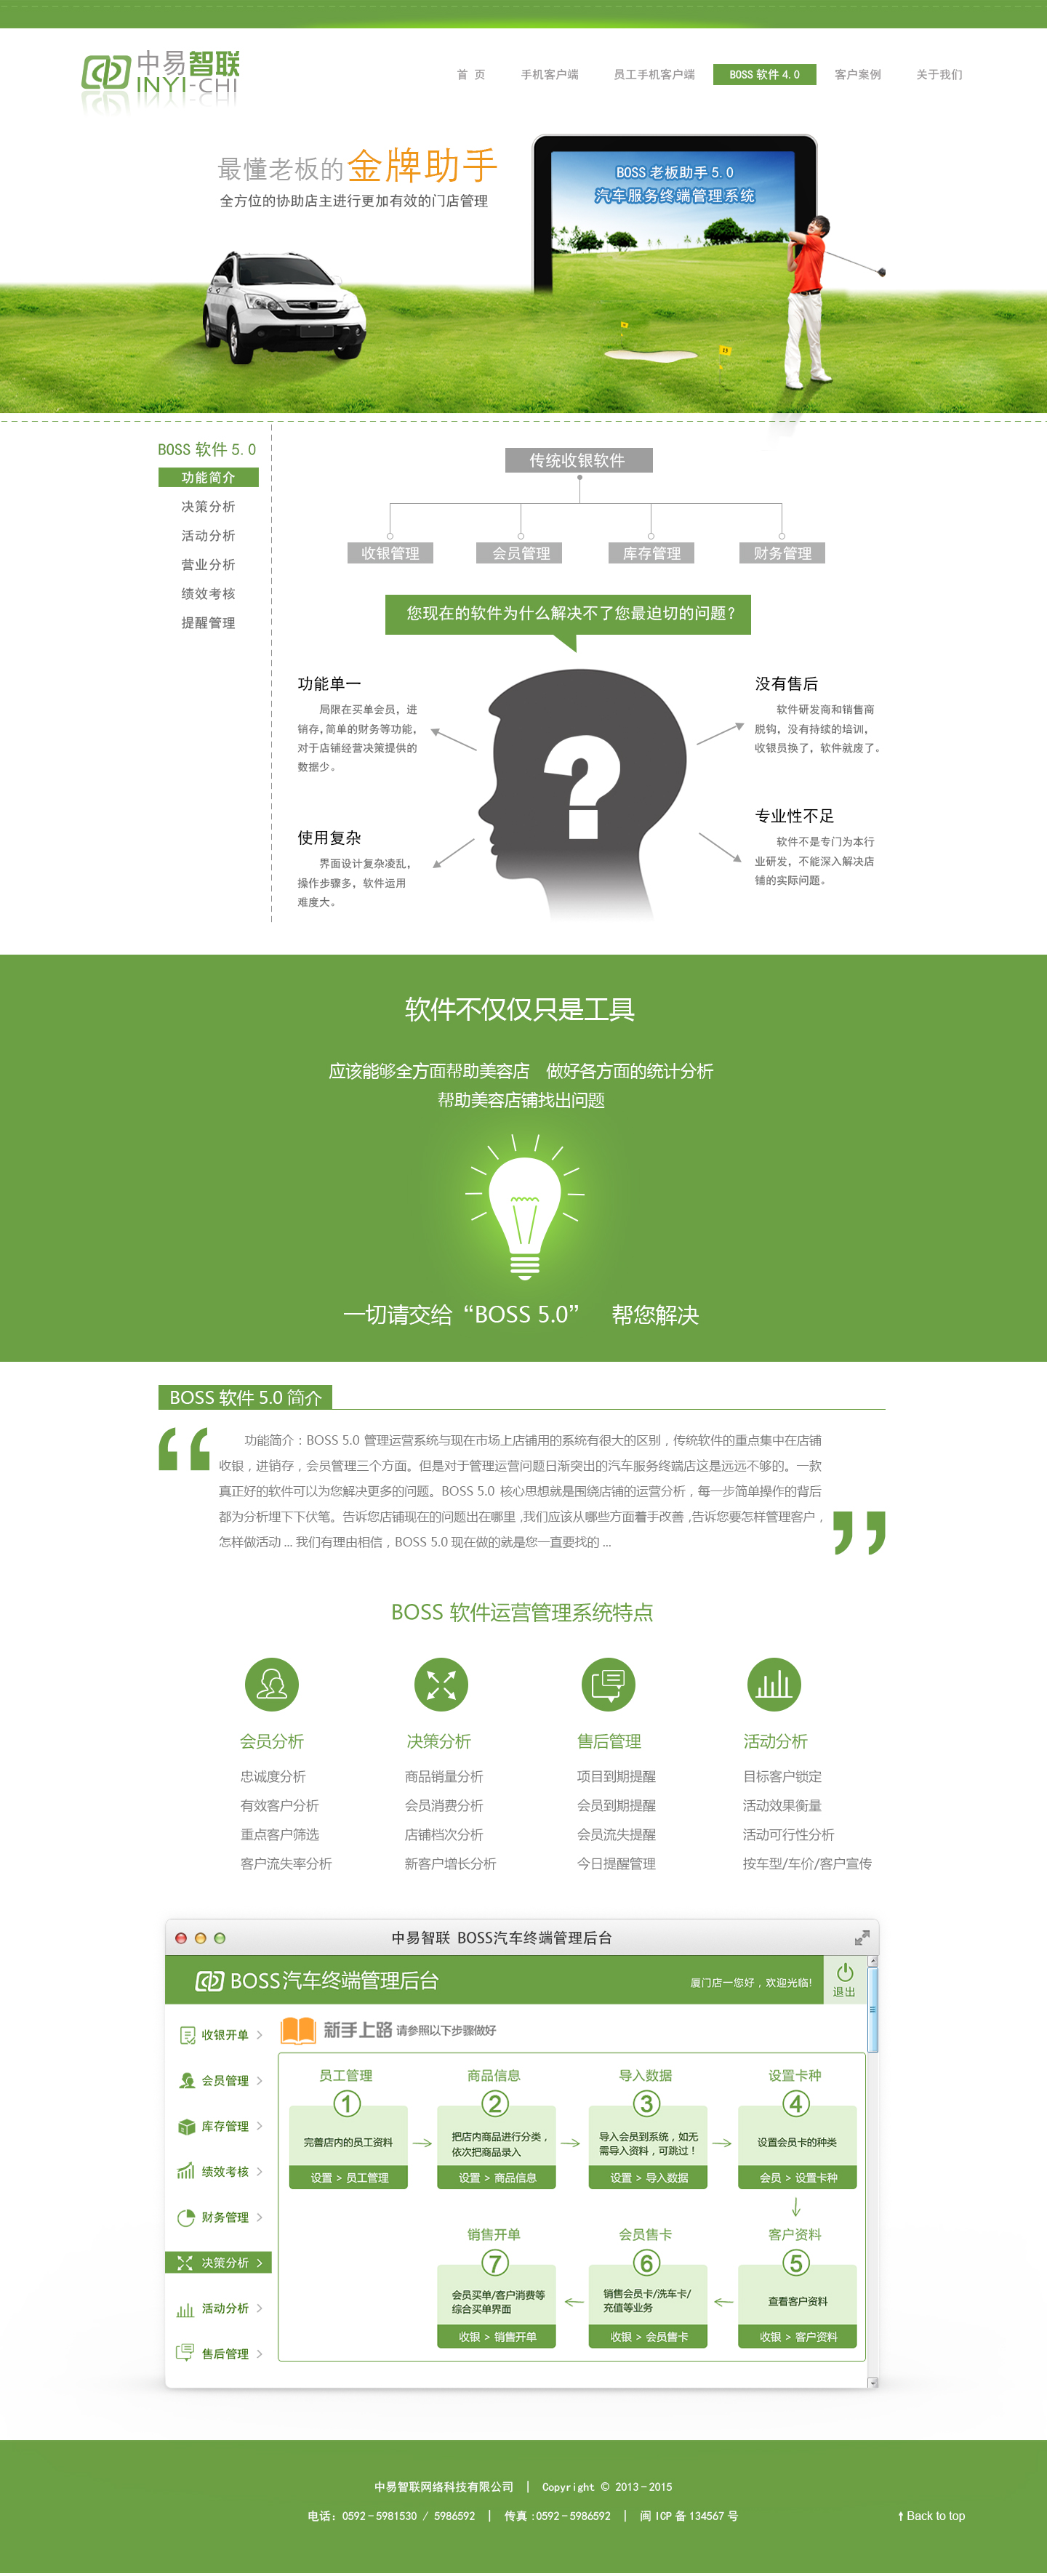 中易智联
INYI-CHI
首 页
手机客户端
员工手机客户端
BOSS 软件 4.0
客户案例
关于我们
最懂老板的金牌助手
全方位的协助店主进行更加有效的门店管理
BOSS 老板助手 5.0
汽车服务终端管理系统
BOSS 软件 5.0
功能简介
决策分析
活动分析
营业分析
绩效考核
提醒管理
传统收银软件
收银管理
会员管理
库存管理
财务管理
您现在的软件为什么解决不了您最迫切的问题？
功能单一
局限在买单会员，进
销存，简单的财务等功能，
对于店铺经营决策提供的
数据少。
没有售后
软件研发商和销售商
脱钩，没有持续的培训，
收银员换了，软件就废了。
?
使用复杂
界面设计复杂凌乱，
操作步骤多，软件运用
难度大。
专业性不足
软件不是专门为本行
业研发，不能深入解决店
铺的实际问题。
软件不仅仅只是工具
应该能够全方面帮助美容店 做好各方面的统计分析
帮助美容店铺找出问题
一切请交给“BOSS 5.0” 帮您解决
BOSS 软件 5.0 简介
“
功能简介：BOSS 5.0 管理运营系统与现在市场上店铺用的系统有很大的区别，传统软件的重点集中在店铺
收银，进销存，会员管理三个方面。但是对于管理运营问题日渐突出的汽车服务终端店这是远远不够的。一款
真正好的软件可以为您解决更多的问题。BOSS 5.0 核心思想就是围绕店铺的运营分析，每一步简单操作的背后
都为分析埋下下伏笔。告诉您店铺现在的问题出在哪里 ,我们应该从哪些方面着手改善 ,告诉您要怎样管理客户，
怎样做活动 ... 我们有理由相信，BOSS 5.0 现在做的就是您一直要找的 ...
”
BOSS 软件运营管理系统特点
会员分析
忠诚度分析
有效客户分析
重点客户筛选
客户流失率分析
决策分析
商品销量分析
会员消费分析
店铺档次分析
新客户增长分析
售后管理
项目到期提醒
会员到期提醒
会员流失提醒
今日提醒管理
活动分析
目标客户锁定
活动效果衡量
活动可行性分析
按车型/车价/客户宣传
中易智联 BOSS汽车终端管理后台
BOSS汽车终端管理后台
厦门店一您好，欢迎光临!
退出
收银开单 >
会员管理 >
库存管理 >
绩效考核 >
财务管理 >
决策分析 >
活动分析 >
售后管理 >
新手上路 请参照以下步骤做好
员工管理
1
完善店内的员工资料
设置 > 员工管理
商品信息
2
把店内商品进行分类，
依次把商品录入
设置 > 商品信息
导入数据
3
导入会员到系统，如无
需导入资料，可跳过！
设置 > 导入数据
设置卡种
4
设置会员卡的种类
会员 > 设置卡种
客户资料
5
查看客户资料
收银 > 客户资料
会员售卡
6
销售会员卡/洗车卡/
充值等业务
收银 > 会员售卡
销售开单
7
会员买单/客户消费等
综合买单界面
收银 > 销售开单
中易智联网络科技有限公司 | Copyright © 2013-2015
电话: 0592-5981530 / 5986592 | 传真:0592-5986592 | 闽 ICP 备 134567 号
Back to top